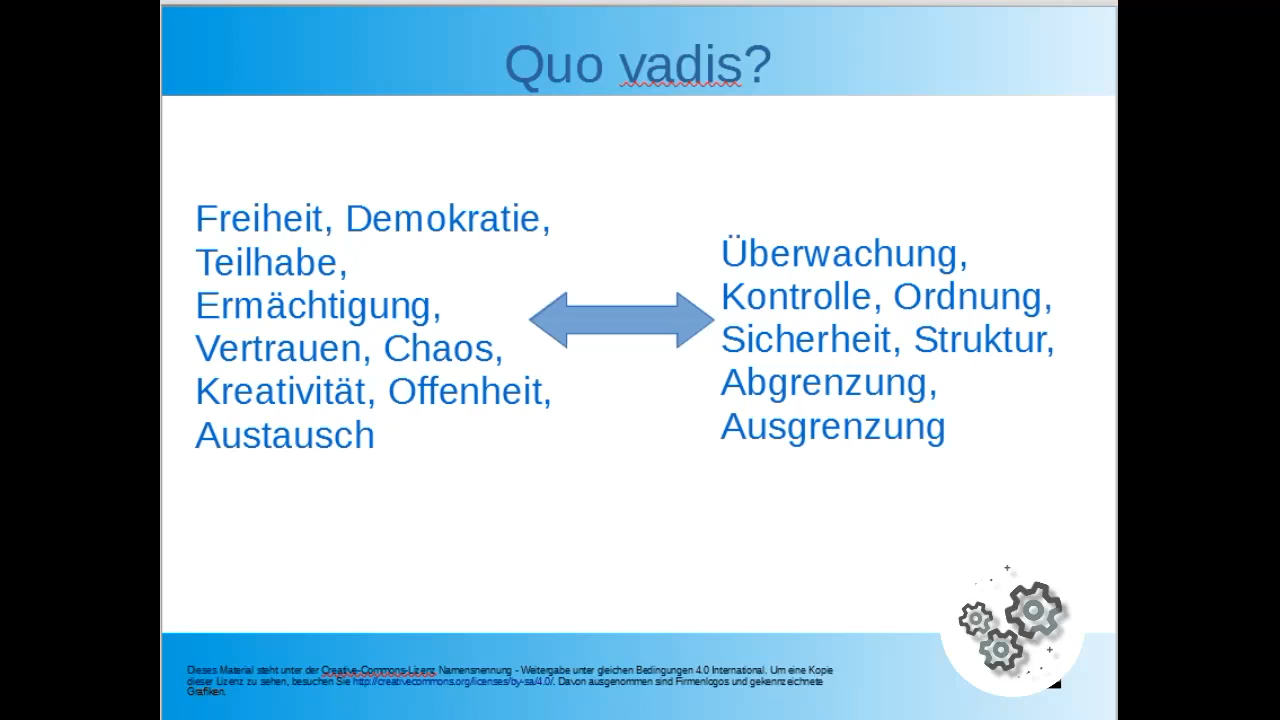 Quo vadis?
Freiheit, Demokratie,
Teilhabe,
Ermächtigung,
Vertrauen, Chaos,
Kreativität, Offenheit,
Austausch
Überwachung,
Kontrolle, Ordnung,
Sicherheit, Struktur,
Abgrenzung,
Ausgrenzung
Dieses Material steht unter der Creative-Commons-Lizenz Namensnennung - Weitergabe unter gleichen Bedingungen 4.0 International. Um eine Kopie
dieser Lizenz zu sehen, besuchen Sie http://creativecommons.org/licenses/by-sa/4.0/. Davon ausgenommen sind Firmenlogos und gekennzeichnete
Grafiken.